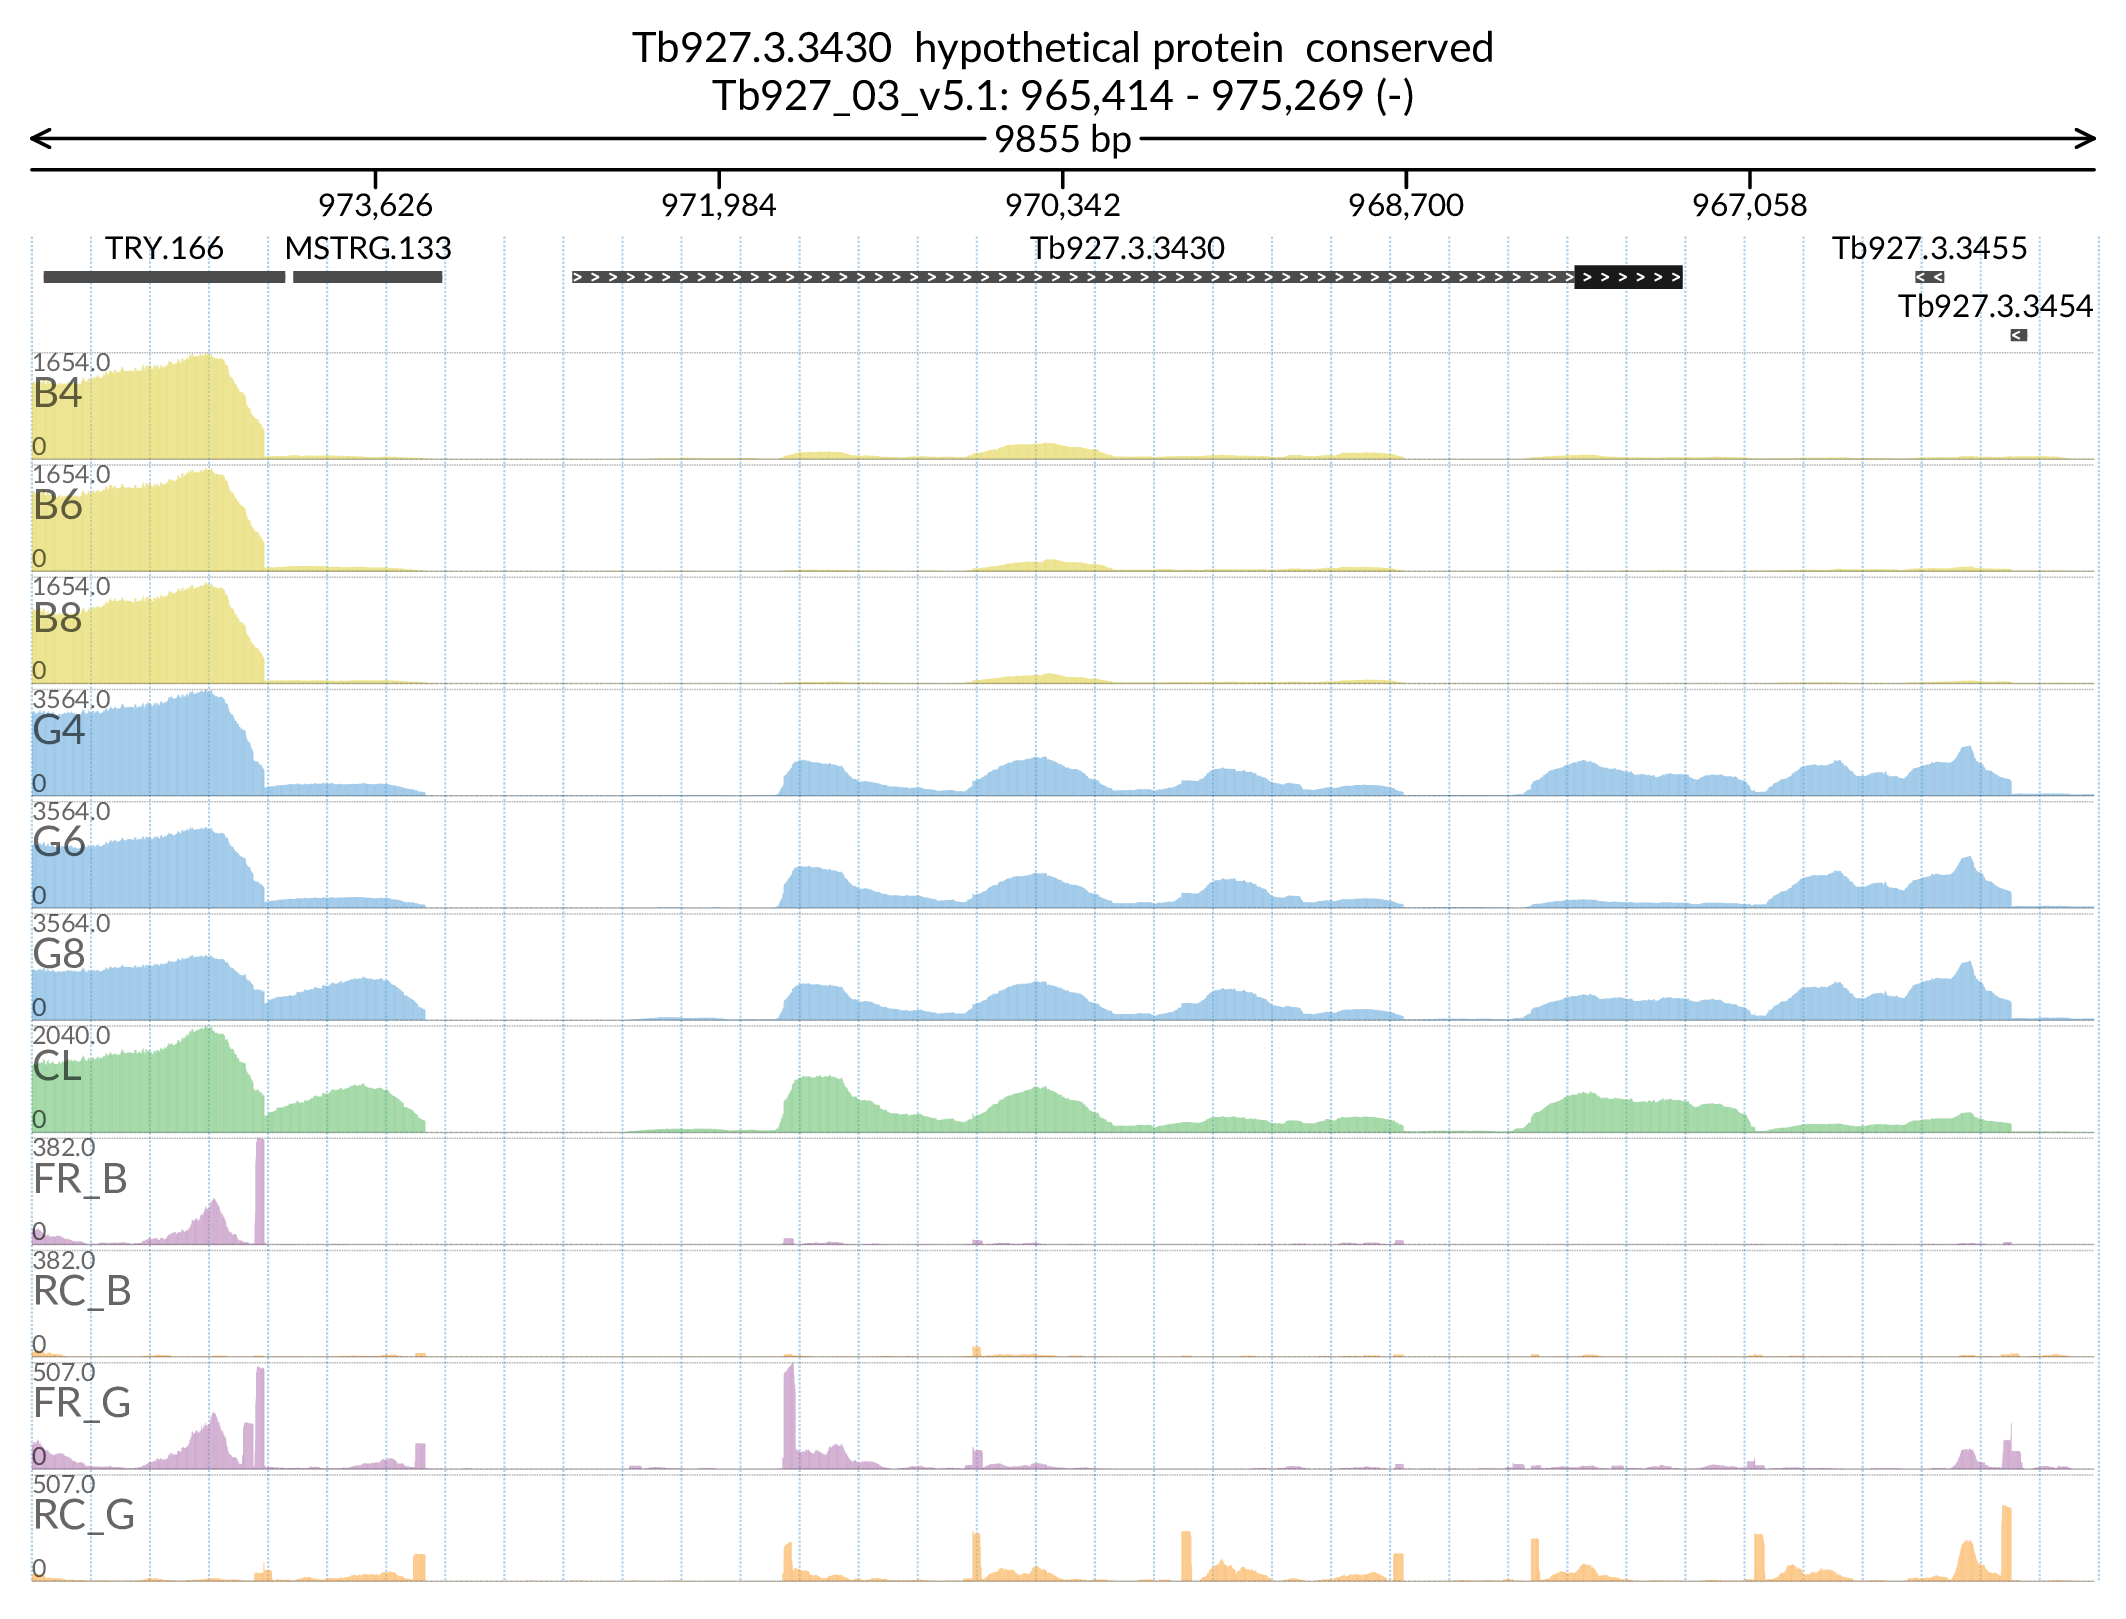 Tb927.3.3430 hypothetical protein conserved
Tb927_03_v5.1: 965,414 - 975,269 (-)
9855 bp
973,626 971,984 970,342 968,700 967,058
TRY.166 MSTRG.133 Tb927.3.3430 Tb927.3.3455
> > > > > > > > > > > > > > > > > > > > > > > > > > > > > > > > > > > > > > > > > > > > > > > > > > > > > > > > > > > > > > < <
Tb927.3.3454
<
1654.0
B4
0
1654.0
B6
0
1654.0
B8
0
3564.0
G4
0
3564.0
G6
0
3564.0
G8
0
2040.0
CL
0
382.0
FR_B
0
382.0
RC_B
0
507.0
FR_G
0
507.0
RC_G
0